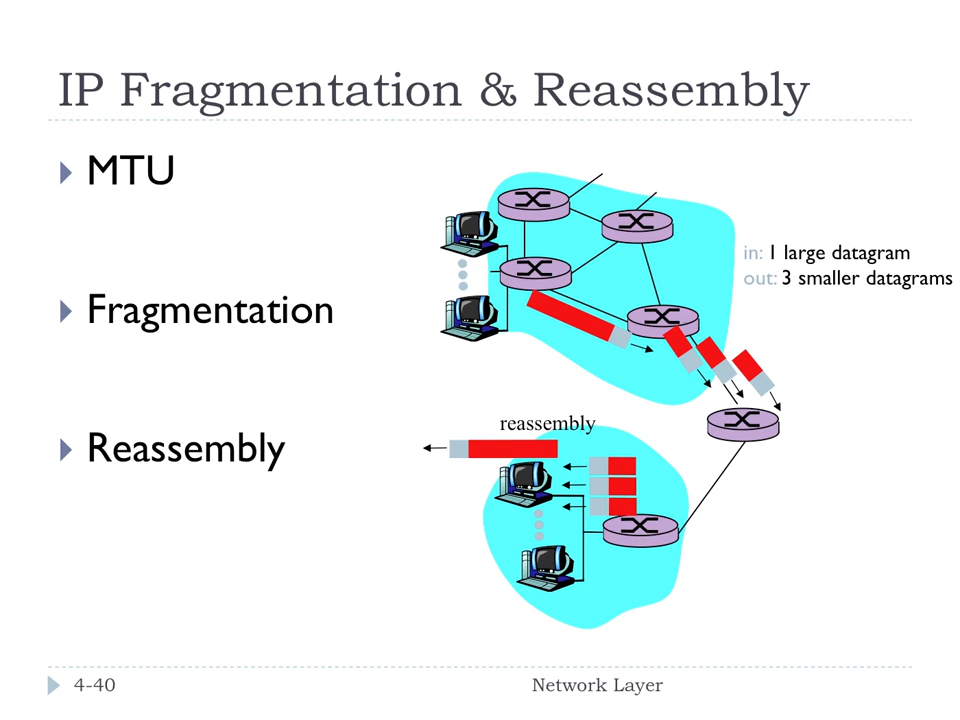 IP Fragmentation & Reassembly
MTU
Fragmentation
Reassembly
in: 1 large datagram
out: 3 smaller datagrams
reassembly
4-40
Network Layer